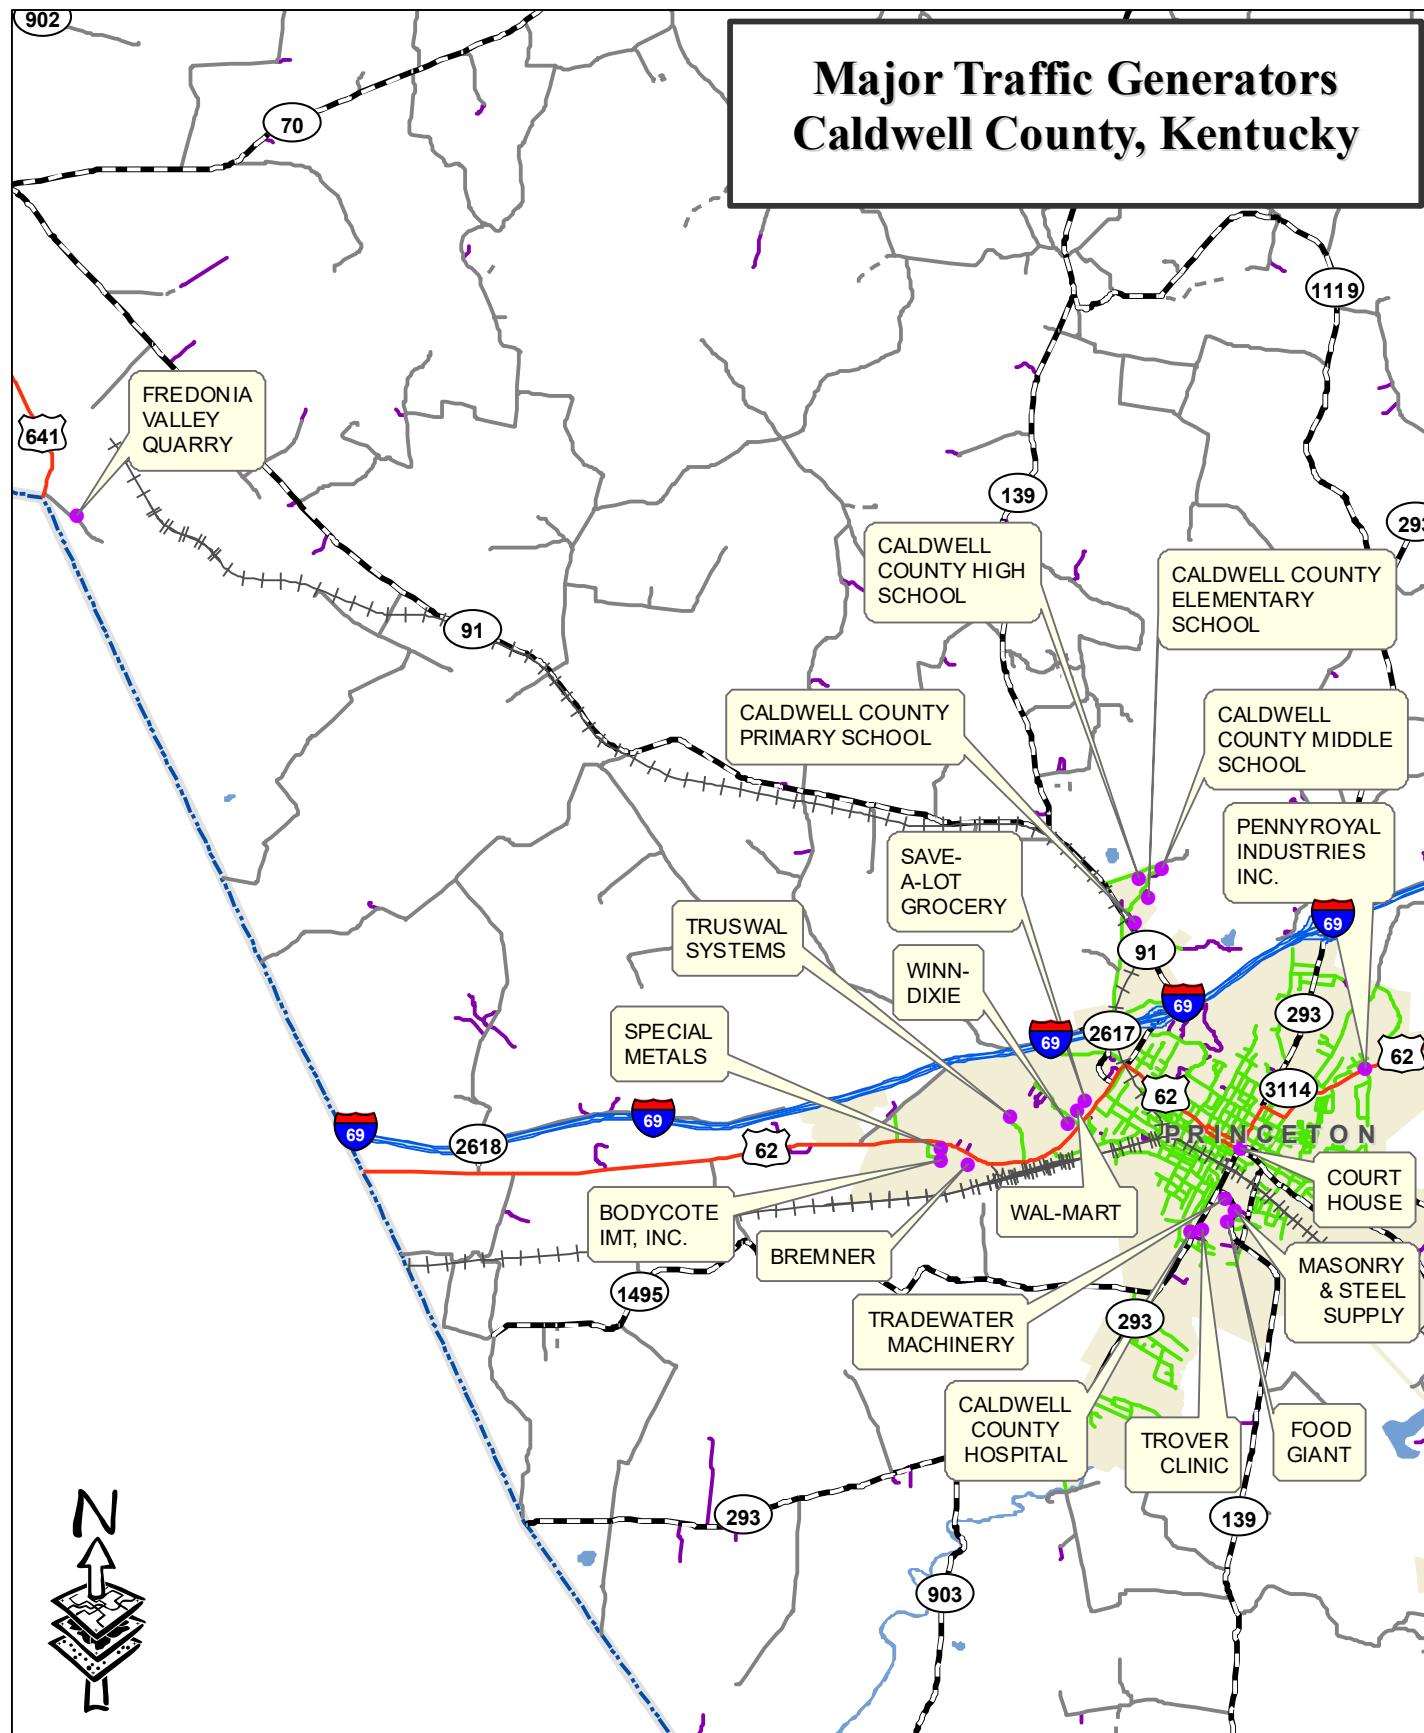 902
Major Traffic Generators
Caldwell County, Kentucky
70
1119
FREDONIA
VALLEY
QUARRY
641
139
293
CALDWELL
COUNTY HIGH
SCHOOL
CALDWELL COUNTY
ELEMENTARY
SCHOOL
91
CALDWELL COUNTY
PRIMARY SCHOOL
CALDWELL
COUNTY MIDDLE
SCHOOL
PENNYROYAL
INDUSTRIES
INC.
SAVE-
A-LOT
GROCERY
TRUSWAL
SYSTEMS
69
91
WINN-
DIXIE
69
293
SPECIAL
METALS
69
2617
62
3114
62
69
69
2618
62
PRINCETON
COURT
HOUSE
BODYCOTE
IMT, INC.
WAL-MART
BREMNER
MASONRY
& STEEL
SUPPLY
1495
TRADEWATER
MACHINERY
293
CALDWELL
COUNTY
HOSPITAL
TROVER
CLINIC
FOOD
GIANT
N
293
139
903